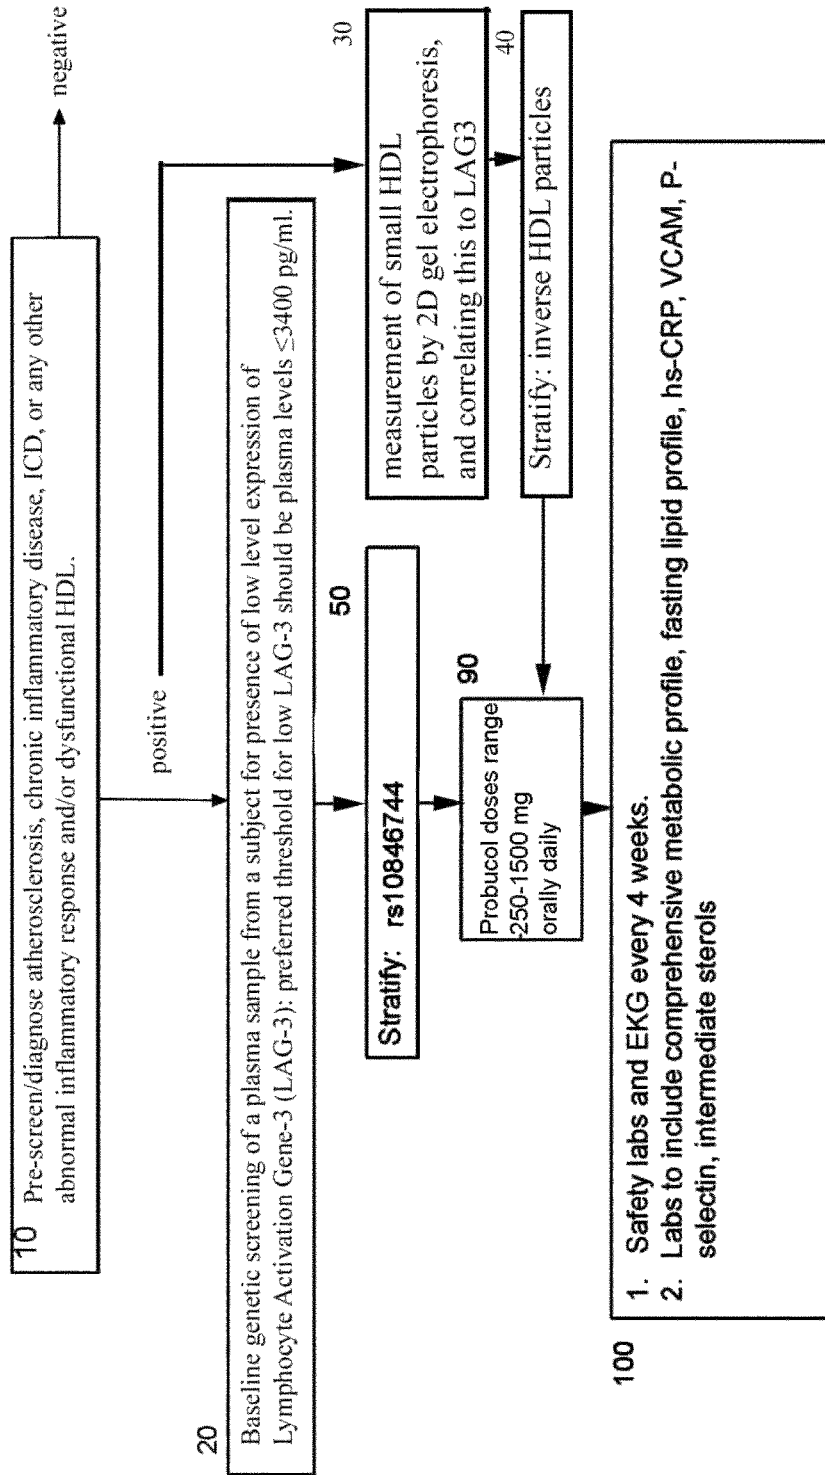 10
Pre-screen/diagnose atherosclerosis, chronic inflammatory disease, ICD, or any other
abnormal inflammatory response and/or dysfunctional HDL.
negative
positive
20
Baseline genetic screening of a plasma sample from a subject for presence of low level expression of
Lymphocyte Activation Gene-3 (LAG-3): preferred threshold for low LAG-3 should be plasma levels ≤3400 pg/ml.
30
measurement of small HDL
particles by 2D gel electrophoresis,
and correlating this to LAG3
40
Stratify: inverse HDL particles
50
Stratify: rs10846744
90
Probucol doses range
-250-1500 mg
orally daily
100
1. Safety labs and EKG every 4 weeks.
2. Labs to include comprehensive metabolic profile, fasting lipid profile, hs-CRP, VCAM, P-
selectin, intermediate sterols